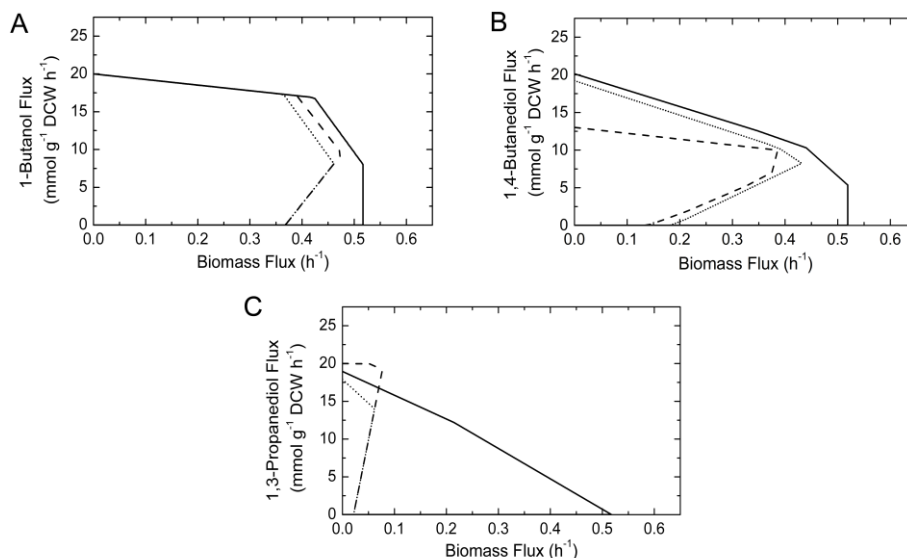 A
25
20
15
10
5
0
1-Butanol Flux
(mmol g⁻¹ DCW h⁻¹)
0.0 0.1 0.2 0.3 0.4 0.5 0.6
Biomass Flux (h⁻¹)
B
25
20
15
10
5
0
1,4-Butanediol Flux
(mmol g⁻¹ DCW h⁻¹)
0.0 0.1 0.2 0.3 0.4 0.5 0.6
Biomass Flux (h⁻¹)
C
25
20
15
10
5
0
1,3-Propanediol Flux
(mmol g⁻¹ DCW h⁻¹)
0.0 0.1 0.2 0.3 0.4 0.5 0.6
Biomass Flux (h⁻¹)